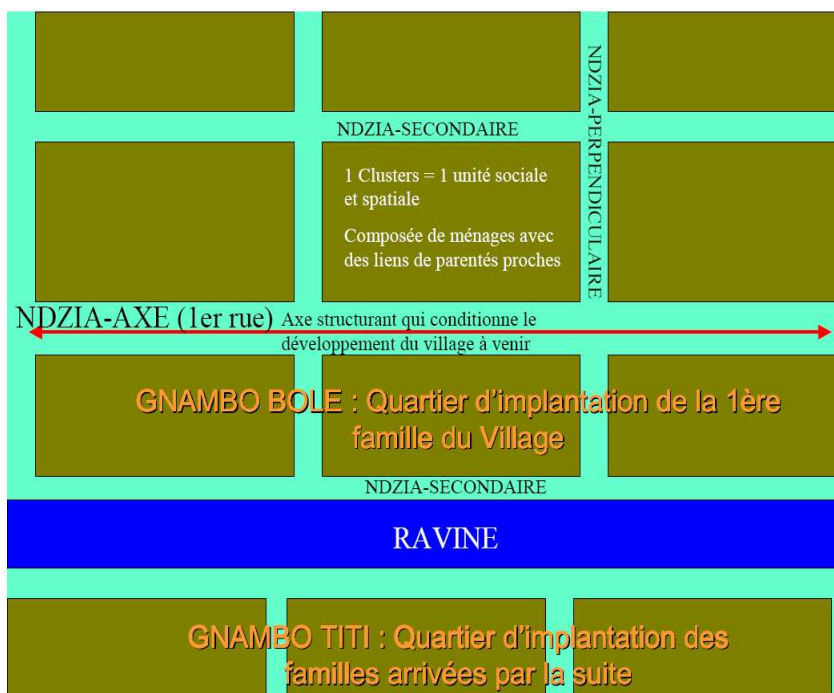 NDZIA-SECONDAIRE
NDZIA-PERPENDICULAIRE
1 Clusters = 1 unité sociale
et spatiale
Composée de ménages avec
des liens de parentés proches
NDZIA-AXE (1er rue)
Axe structurant qui conditionne le
développement du village à venir
GNAMBO BOLE : Quartier d'implantation de la 1ère
famille du Village
NDZIA-SECONDAIRE
RAVINE
GNAMBO TITI : Quartier d'implantation des
familles arrivées par la suite